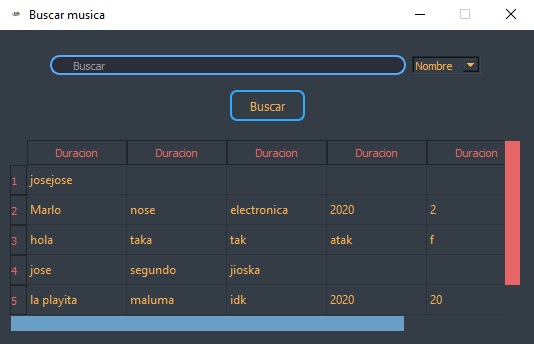 Buscar musica
Buscar Nombre
Buscar
Duracion Duracion Duracion Duracion Duracion
1 josejose
2 Marlo nose electronica 2020 2
3 hola taka tak atak f
4 jose segundo jioska
5 la playita maluma idk 2020 20